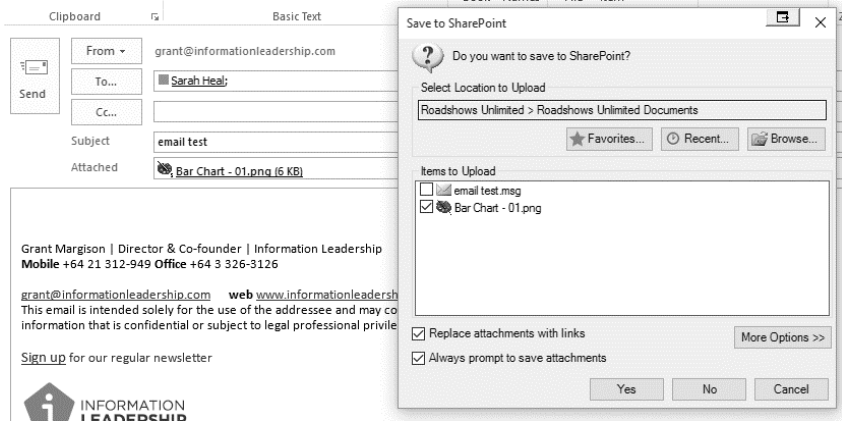 Clipboard
Basic Text
From
grant@informationleadership.com
Send
To...
Sarah Heal;
Cc...
Subject
email test
Attached
Bar Chart - 01.png (6 KB)
Grant Margison | Director & Co-founder | Information Leadership
Mobile +64 21 312-949 Office +64 3 326-3126
grant@informationleadership.com web www.informationleadersh
This email is intended solely for the use of the addressee and may co
information that is confidential or subject to legal professional privile
Sign up for our regular newsletter
INFORMATION
LEADERSHIP
Save to SharePoint
Do you want to save to SharePoint?
Select Location to Upload
Roadshows Unlimited > Roadshows Unlimited Documents
Favorites...
Recent...
Browse...
Items to Upload
email test.msg
Bar Chart - 01.png
Replace attachments with links
More Options >>
Always prompt to save attachments
Yes
No
Cancel